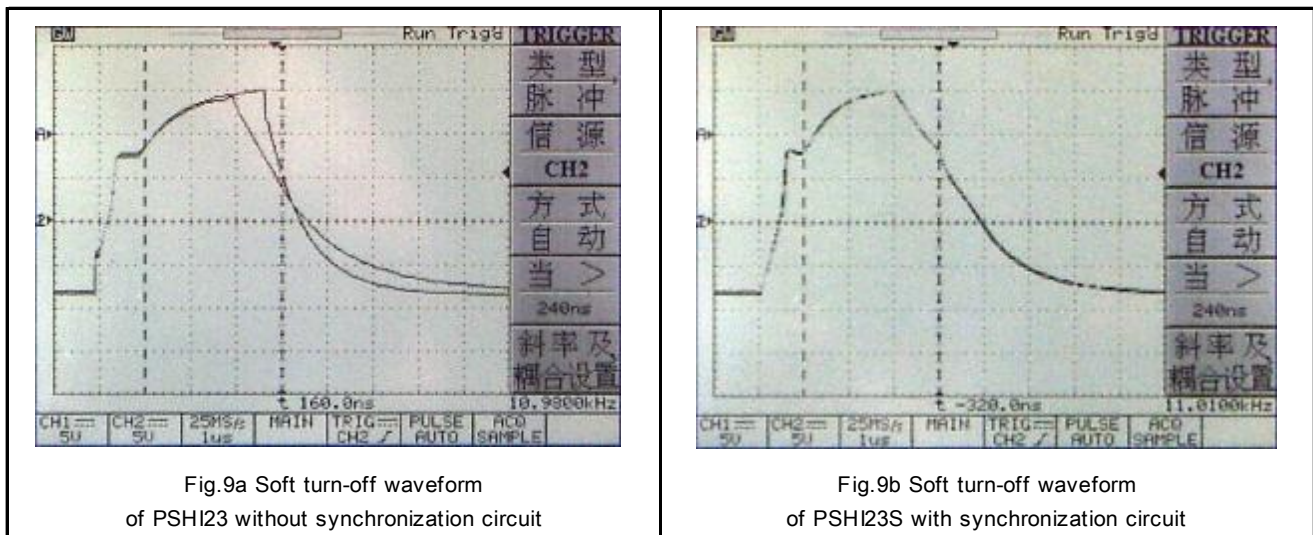 Run Trig'd
TRIGGER
类 型
脉 冲
信 源
CH2
方 式
自 动
当 >
240ns
斜率及
耦合设置
t 160.0ns
10.9800kHz
CH1
5V
CH2
5V
25MS/s
1us
MAIN
TRIG
CH2
PULSE
AUTO
ACQ
SAMPLE
Fig.9a Soft turn-off waveform
of PSHI23 without synchronization circuit
Run Trig'd
TRIGGER
类 型
脉 冲
信 源
CH2
方 式
自 动
当 >
240ns
斜率及
耦合设置
t -320.0ns
11.0100kHz
CH1
5V
CH2
5V
25MS/s
1us
MAIN
TRIG
CH2
PULSE
AUTO
ACQ
SAMPLE
Fig.9b Soft turn-off waveform
of PSHI23S with synchronization circuit